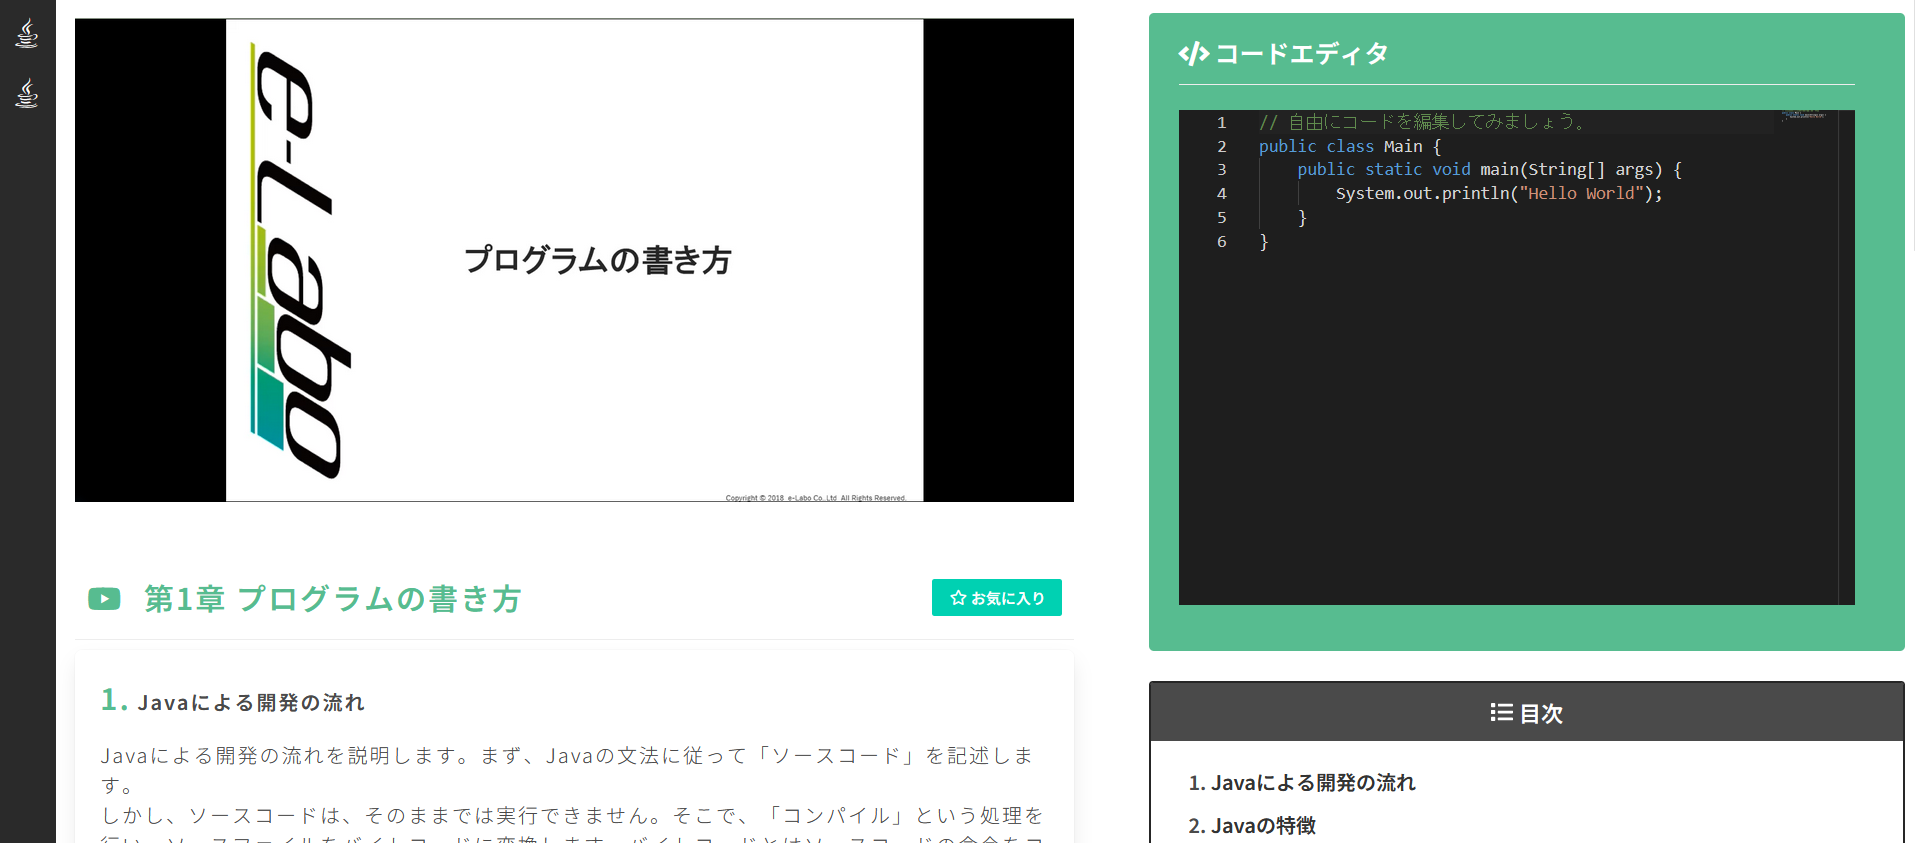 e-Labo
プログラムの書き方
Copyright © 2018 e-Labo Co.,Ltd All Rights Reserved.
第1章 プログラムの書き方
お気に入り
1. Javaによる開発の流れ
Javaによる開発の流れを説明します。まず、Javaの文法に従って「ソースコード」を記述しま
す。
しかし、ソースコードは、そのままでは実行できません。そこで、「コンパイル」という処理を
コードエディタ
1 // 自由にコードを編集してみましょう。
2 public class Main {
3 public static void main(String[] args) {
4 System.out.println("Hello World");
5 }
6 }
目次
1. Javaによる開発の流れ
2. Javaの特徴